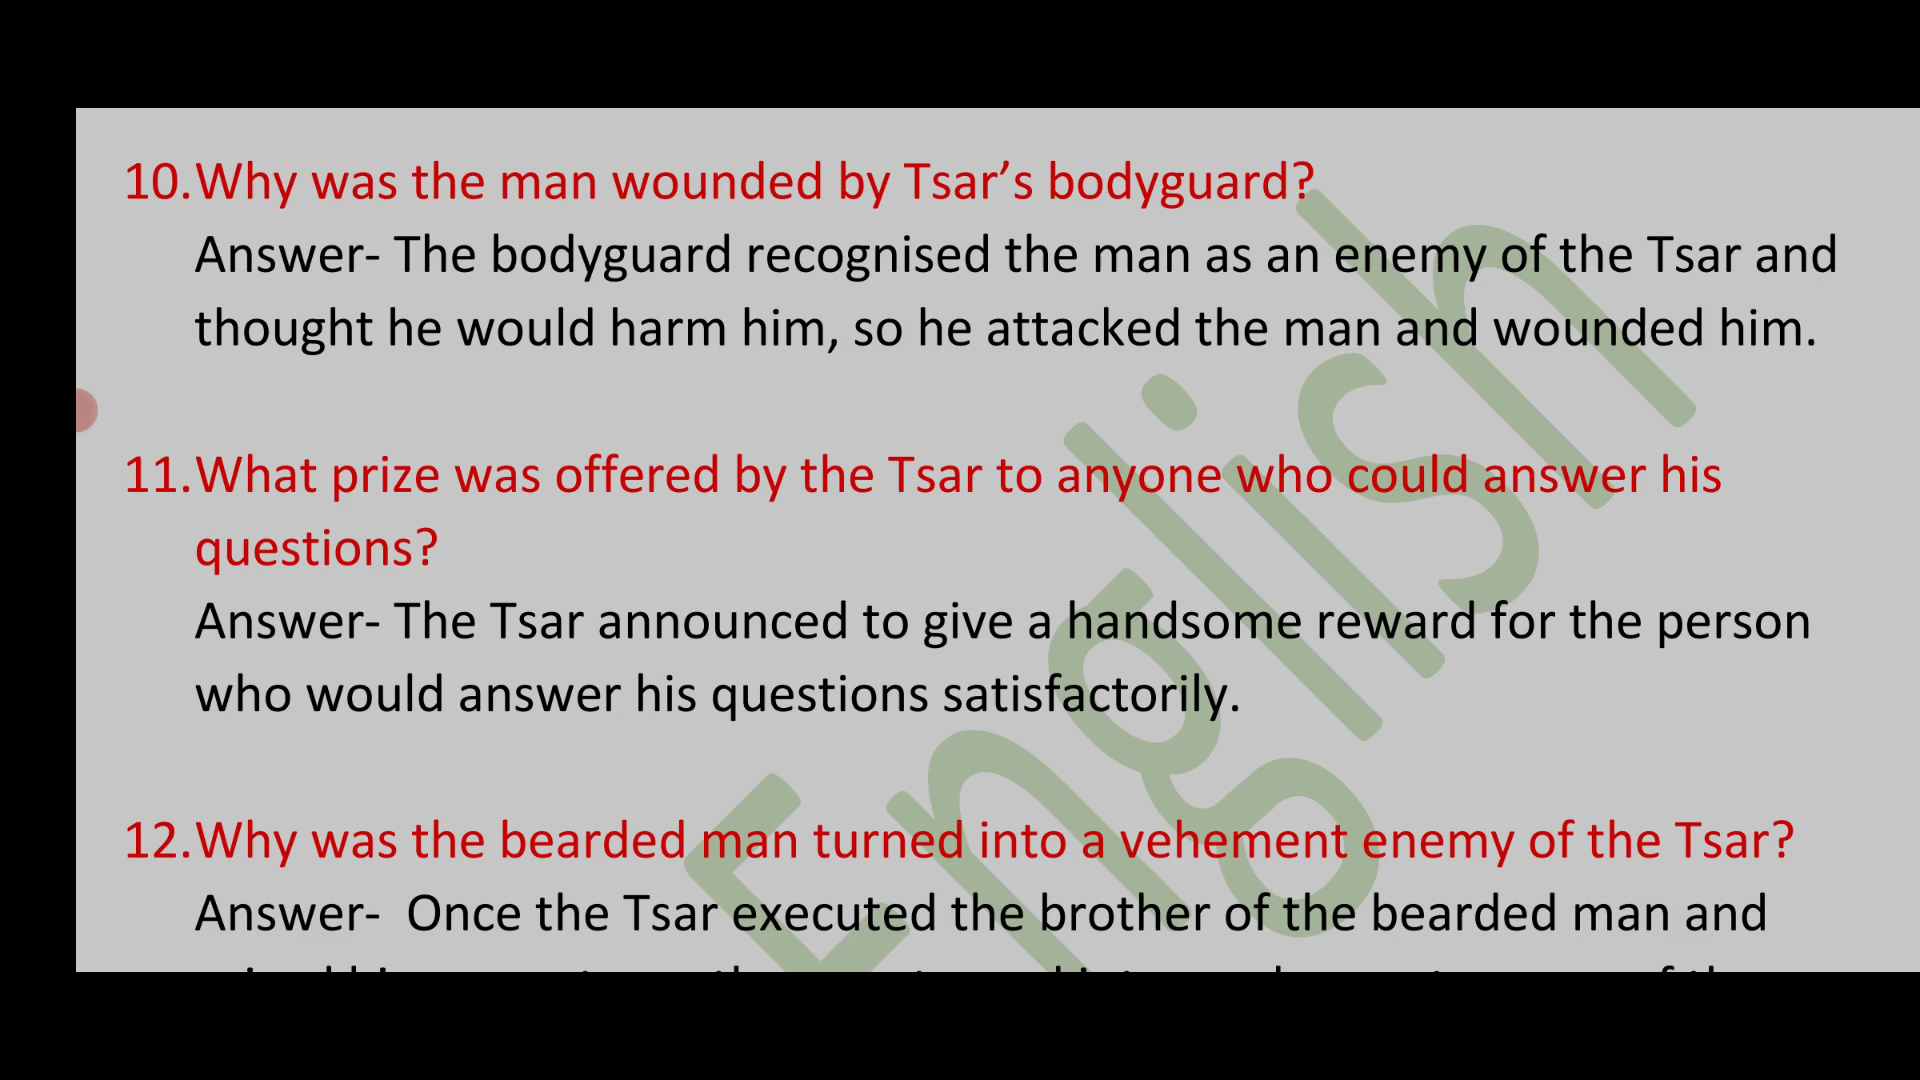 10.Why was the man wounded by Tsar’s bodyguard?
Answer- The bodyguard recognised the man as an enemy of the Tsar and
thought he would harm him, so he attacked the man and wounded him.
11.What prize was offered by the Tsar to anyone who could answer his
questions?
Answer- The Tsar announced to give a handsome reward for the person
who would answer his questions satisfactorily.
12.Why was the bearded man turned into a vehement enemy of the Tsar?
Answer- Once the Tsar executed the brother of the bearded man and
English